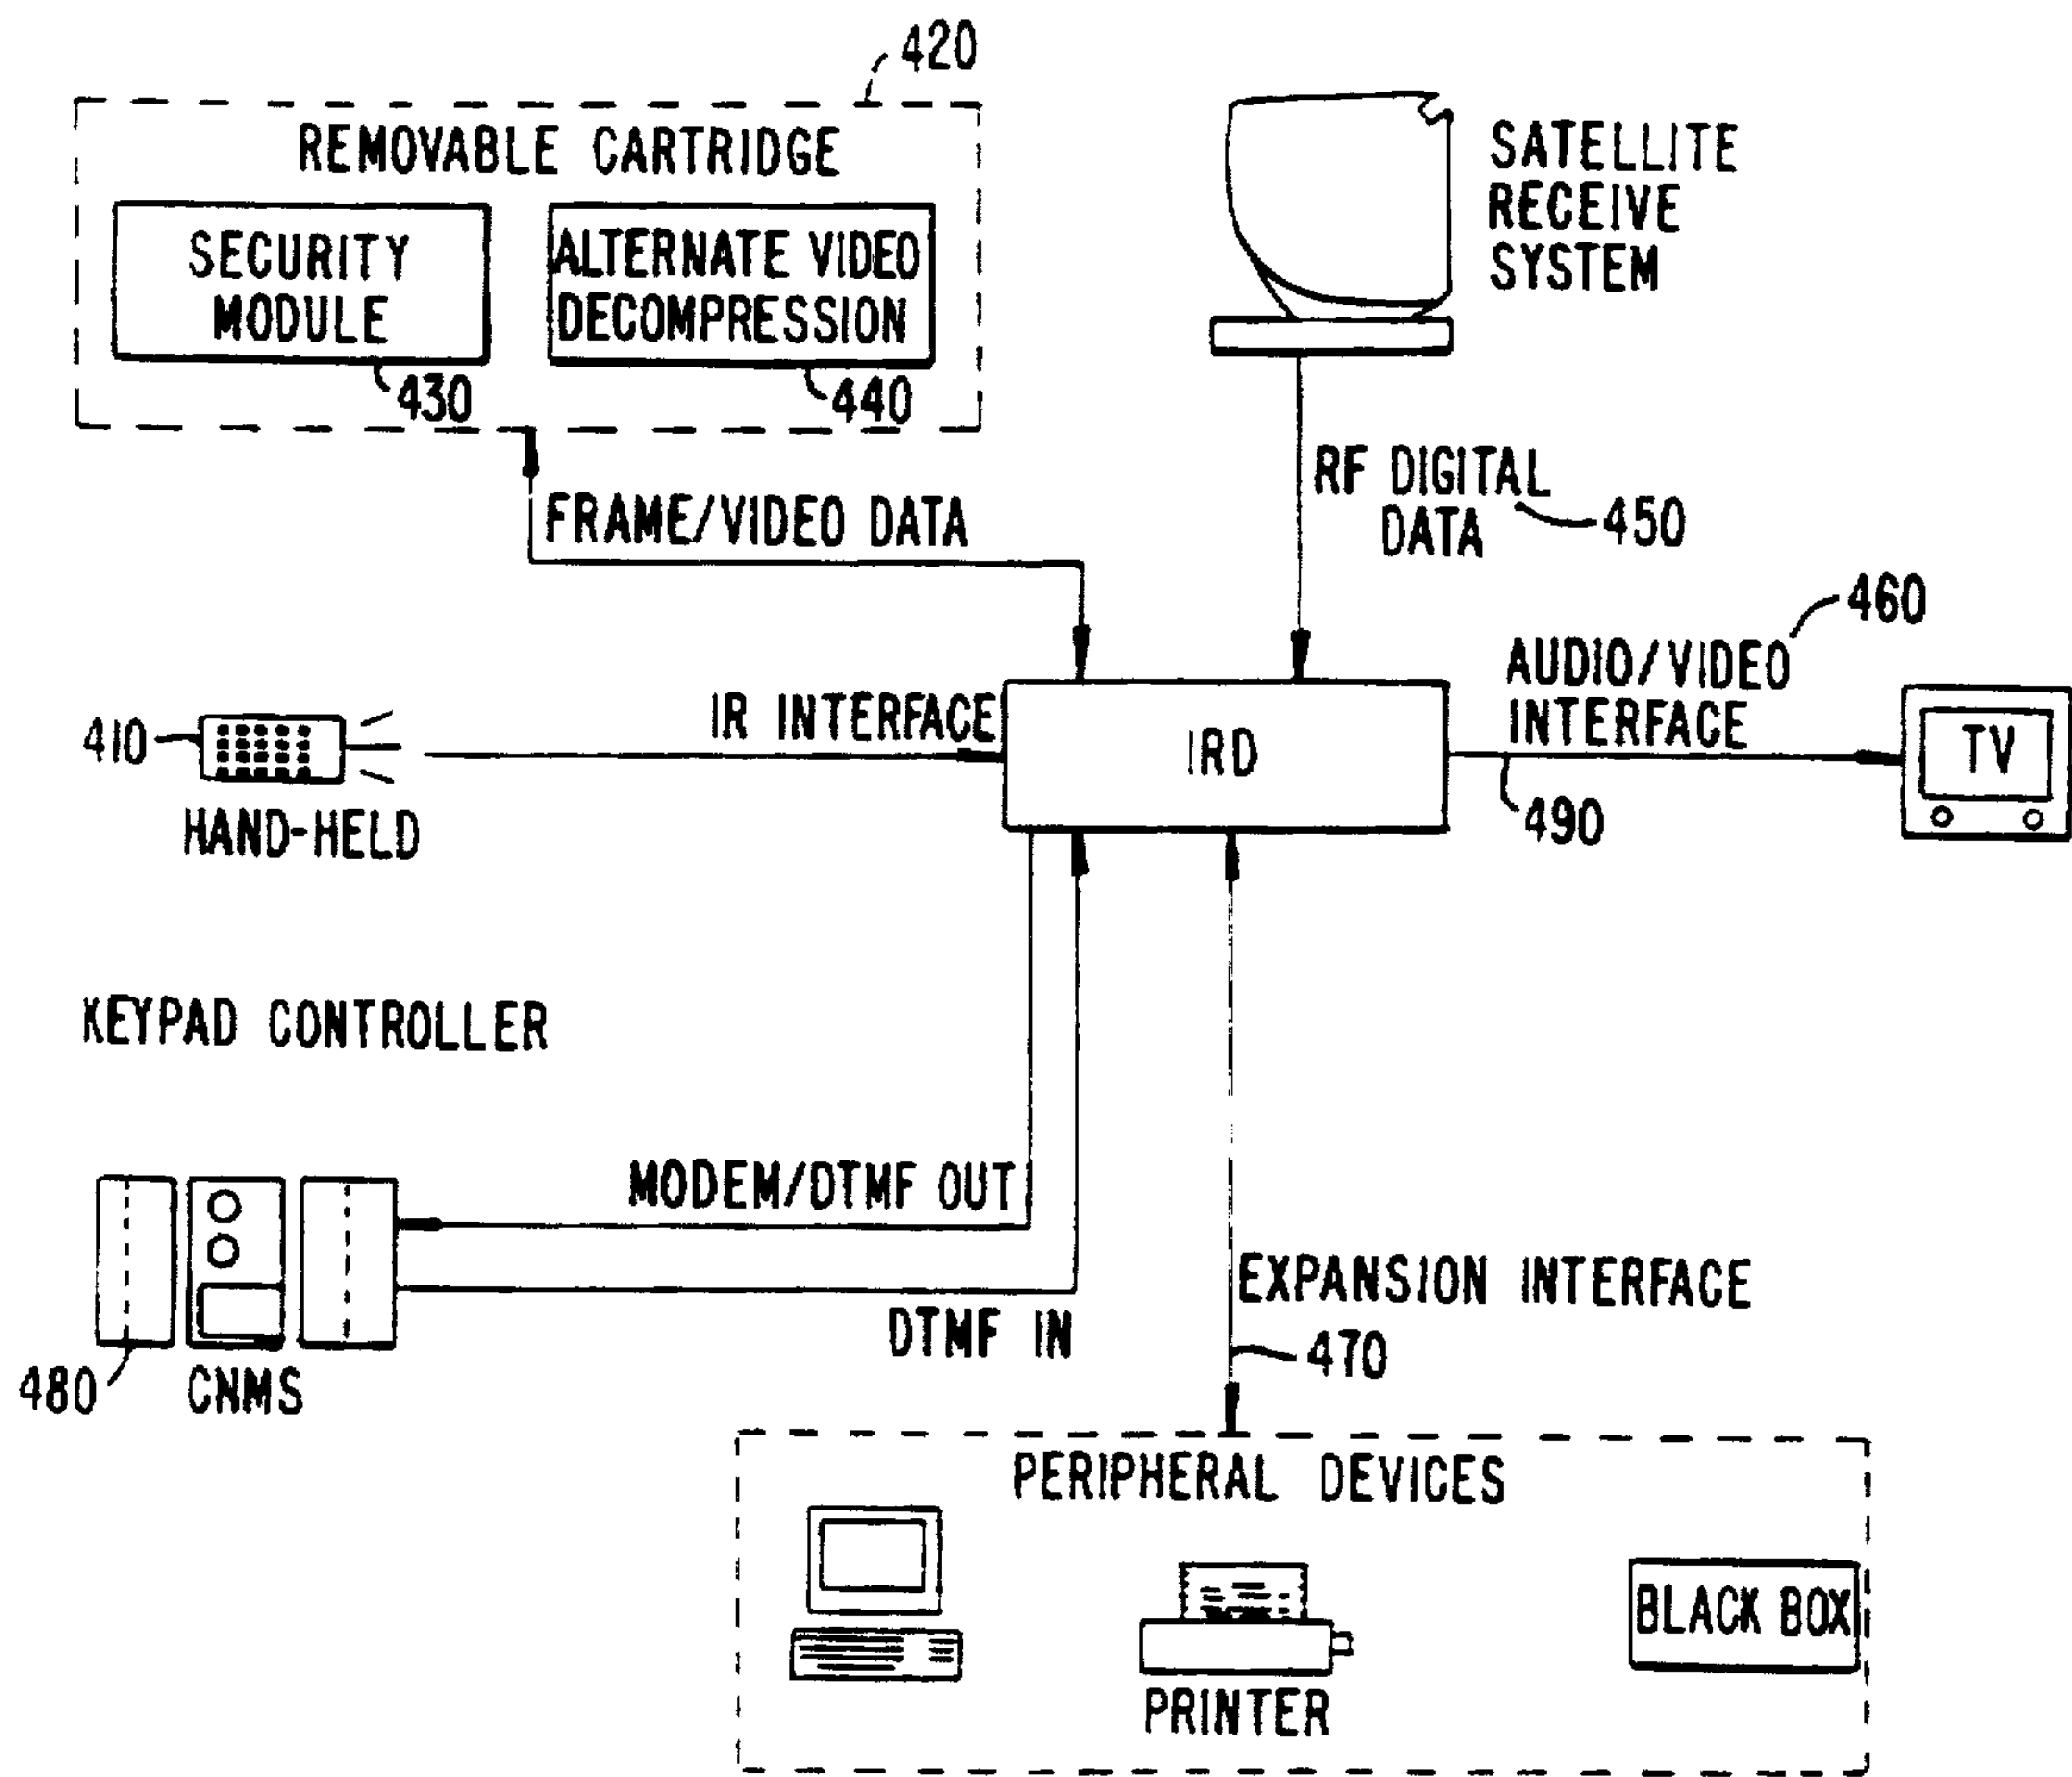 420
REMOVABLE CARTRIDGE
SECURITY
MODULE
430
ALTERNATE VIDEO
DECOMPRESSION
440
SATELLITE
RECEIVE
SYSTEM
FRAME/VIDEO DATA
RF DIGITAL
DATA
450
460
AUDIO/VIDEO
INTERFACE
410
HAND-HELD
IR INTERFACE
IRD
490
TV
KEYPAD CONTROLLER
MODEM/DTMF OUT
DTMF IN
480
CNMS
EXPANSION INTERFACE
470
PERIPHERAL DEVICES
PRINTER
BLACK BOX